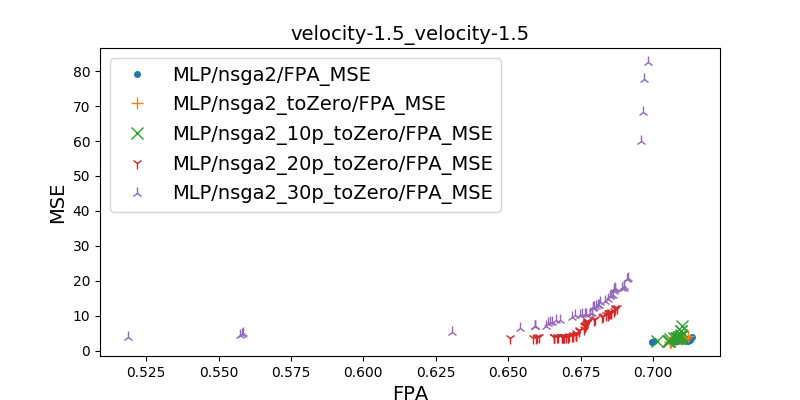 velocity-1.5_velocity-1.5
MLP/nsga2/FPA_MSE
MLP/nsga2_toZero/FPA_MSE
MLP/nsga2_10p_toZero/FPA_MSE
MLP/nsga2_20p_toZero/FPA_MSE
MLP/nsga2_30p_toZero/FPA_MSE
MSE
80
70
60
50
40
30
20
10
0
0.525 0.550 0.575 0.600 0.625 0.650 0.675 0.700
FPA